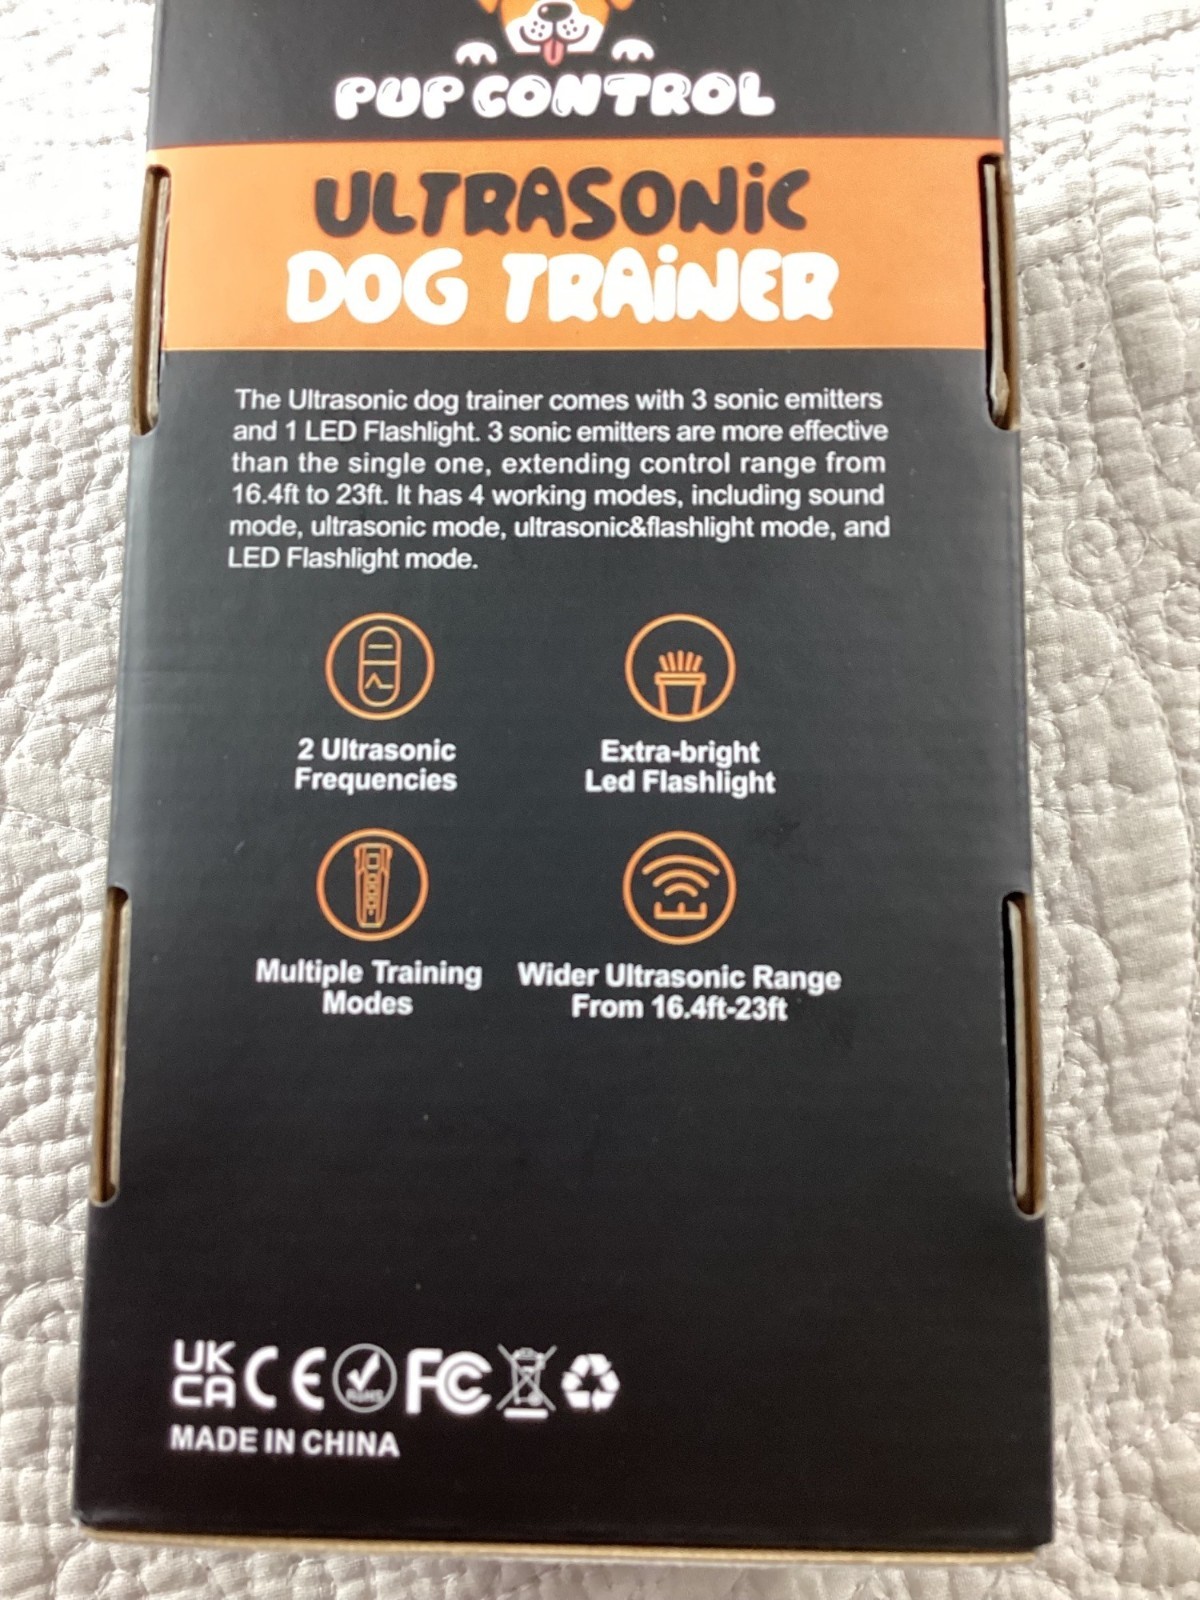 PUP CONTROL
ULTRASONiC
DOG TRAiNER
The Ultrasonic dog trainer comes with 3 sonic emitters
and 1 LED Flashlight. 3 sonic emitters are more effective
than the single one, extending control range from
16.4ft to 23ft. It has 4 working modes, including sound
mode, ultrasonic mode, ultrasonic&flashlight mode, and
LED Flashlight mode.
2 Ultrasonic
Frequencies
Extra-bright
Led Flashlight
Multiple Training
Modes
Wider Ultrasonic Range
From 16.4ft-23ft
UK
CA CE RoHS FC
MADE IN CHINA